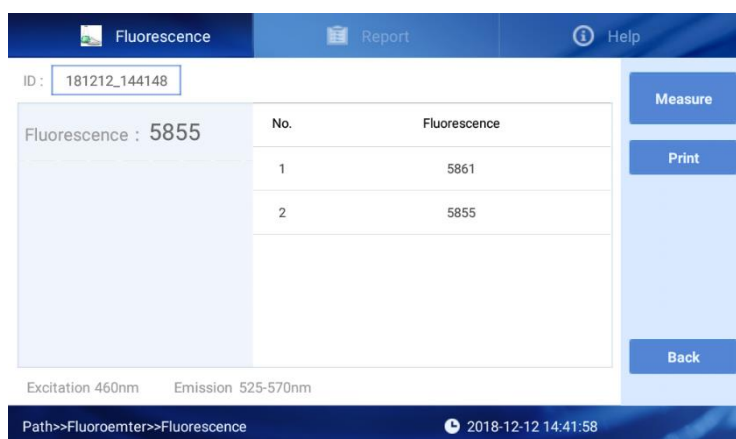 Fluorescence Report Help
ID : 181212_144148
Measure
Fluorescence : 5855
No. Fluorescence
1 5861
2 5855
Print
Back
Excitation 460nm Emission 525-570nm
Path>>Fluoroemter>>Fluorescence 2018-12-12 14:41:58